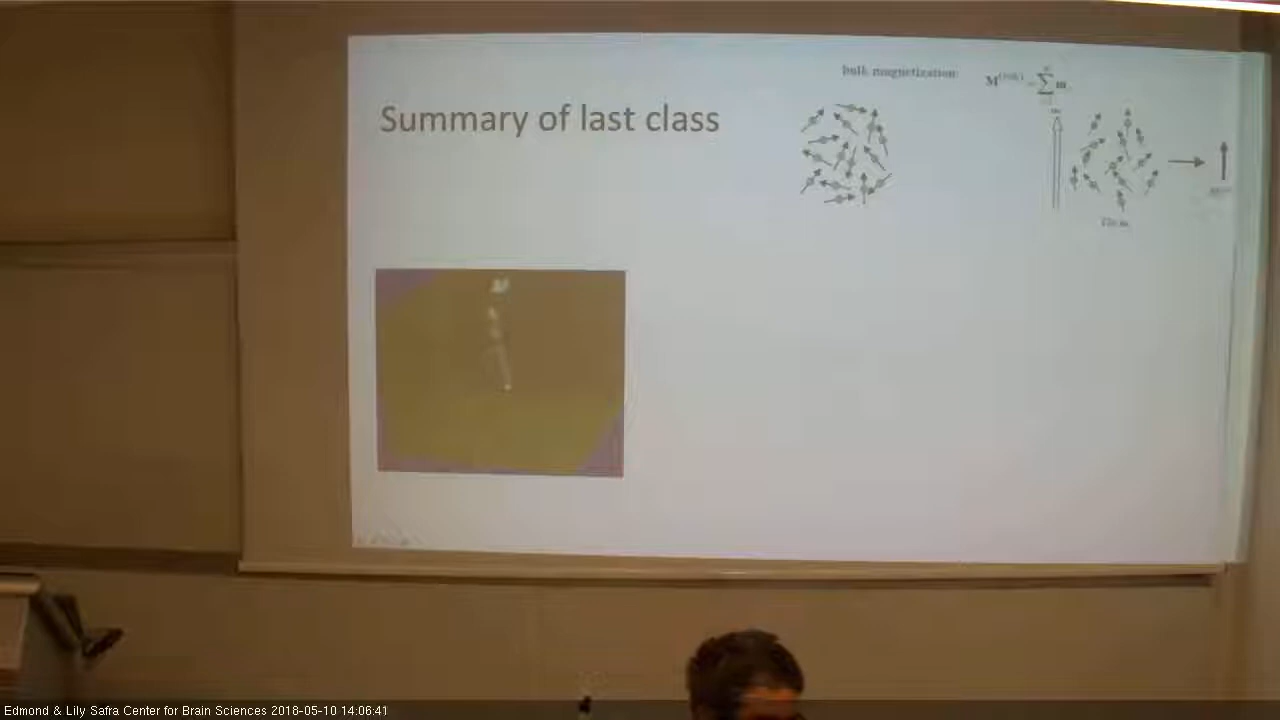 bulk magnetization
Summary of last class
Edmond & Lily Safra Center for Brain Sciences 2018-05-10 14:06:41